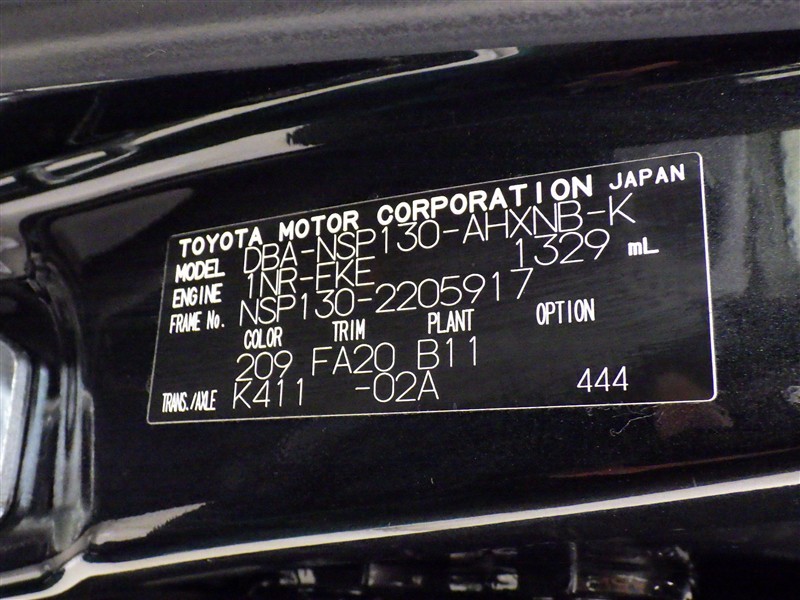 TOYOTA MOTOR CORPORATION JAPAN
MODEL DBA-NSP130-AHXNB-K
ENGINE 1NR-FKE 1329 mL
FRAME No. NSP130-2205917
COLOR TRIM PLANT OPTION
209 FA20 B11
TRANS./AXLE K411 -02A 444